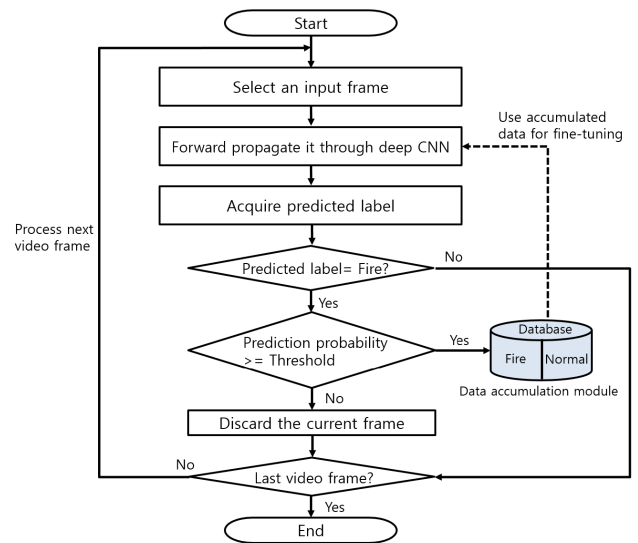 Start
Select an input frame
Use accumulated
data for fine-tuning
Forward propagate it through deep CNN
Acquire predicted label
Process next
video frame
Predicted label= Fire?
No
Yes
Prediction probability
>= Threshold
Yes
Database
Fire
Normal
Data accumulation module
No
Discard the current frame
Last video frame?
No
Yes
End